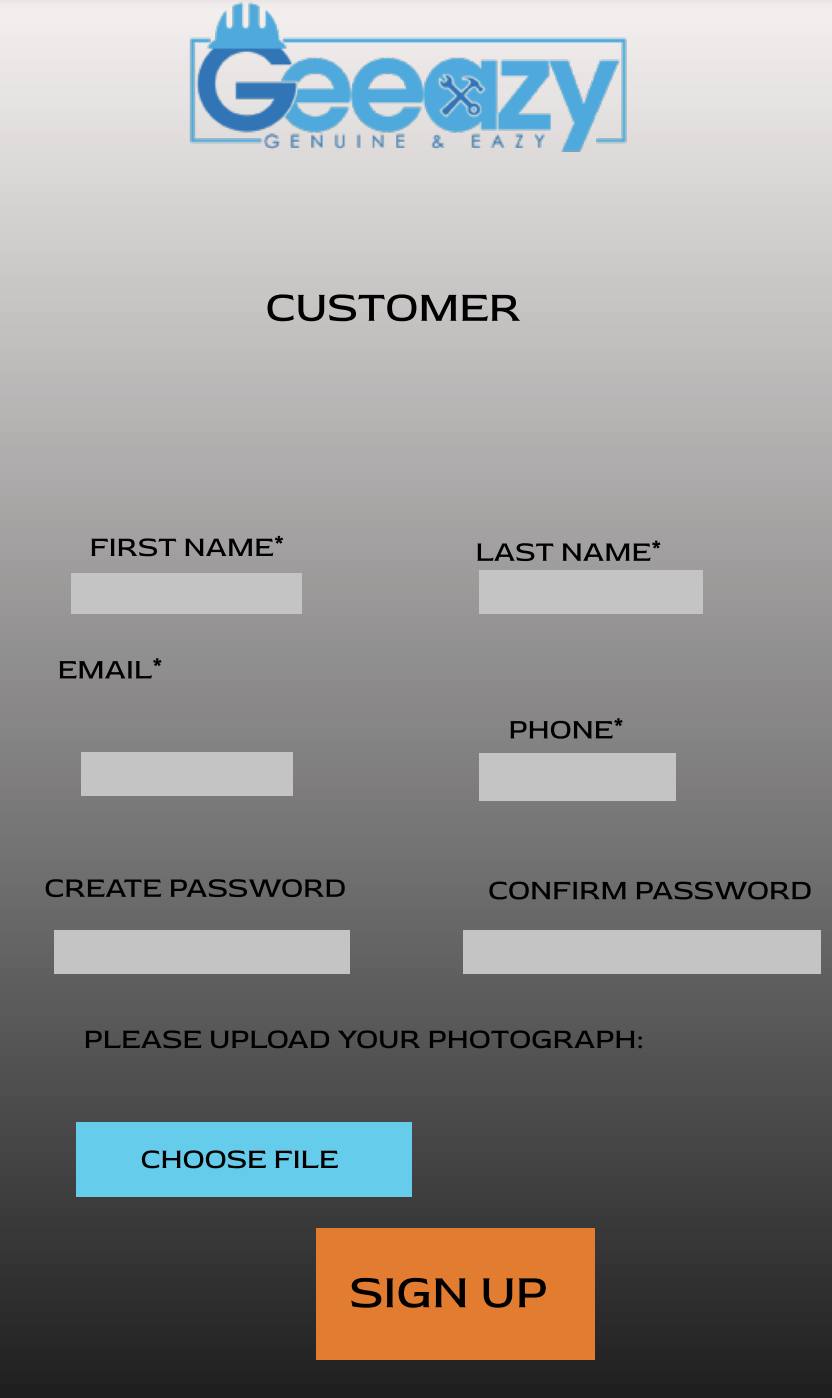 Geeazy
GENUINE & EAZY
CUSTOMER
FIRST NAME*
LAST NAME*
EMAIL*
PHONE*
CREATE PASSWORD
CONFIRM PASSWORD
PLEASE UPLOAD YOUR PHOTOGRAPH:
CHOOSE FILE
SIGN UP